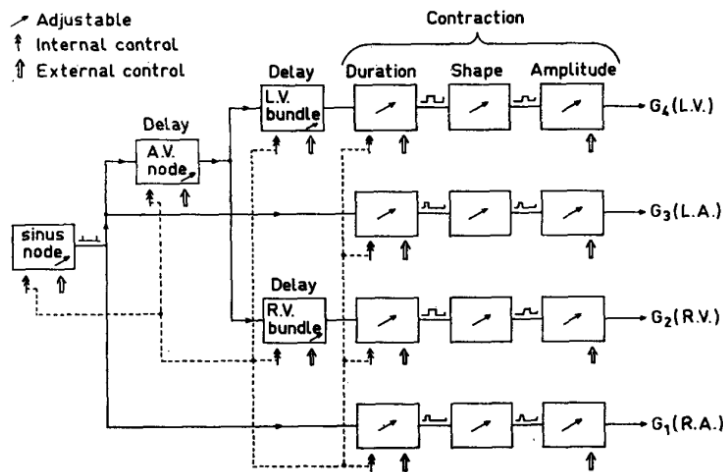 Adjustable
Internal control
External control
Contraction
Delay
Duration
Shape
Amplitude
L.V.
bundle
G4(L.V.)
Delay
A.V.
node
G3(L.A.)
sinus
node
Delay
R.V.
bundle
G2(R.V.)
G1(R.A.)